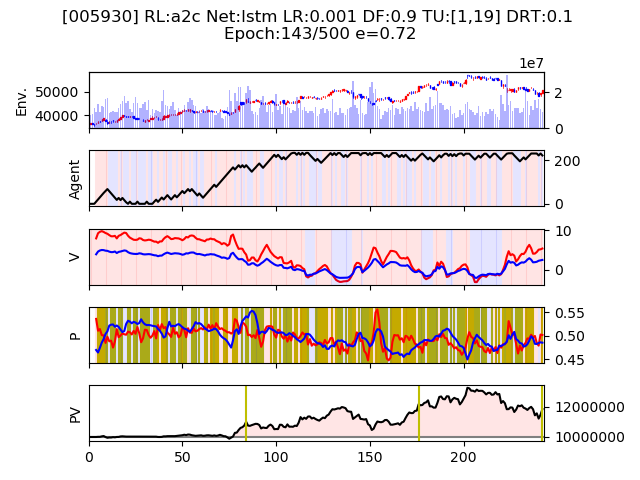 [005930] RL:a2c Net:lstm LR:0.001 DF:0.9 TU:[1,19] DRT:0.1
Epoch:143/500 e=0.72
1e7
Env.
50000
40000
2
0
Agent
200
0
V
10
0
P
0.55
0.50
0.45
PV
12000000
10000000
0
50
100
150
200